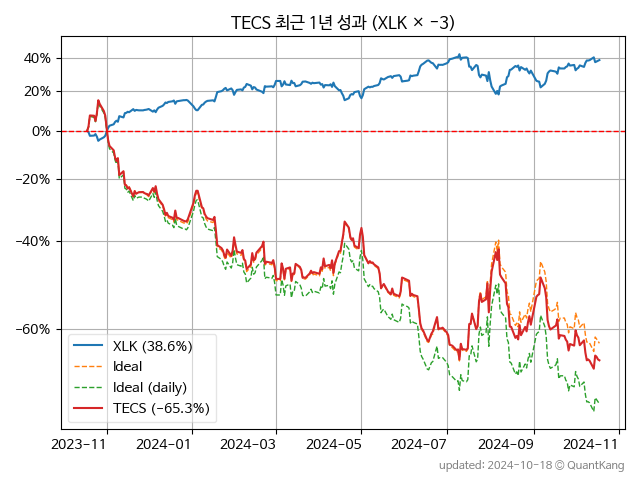 TECS 최근 1년 성과 (XLK × −3)
40%
20%
0%
−20%
−40%
−60%
XLK (38.6%)
Ideal
Ideal (daily)
TECS (−65.3%)
2023−11
2024−01
2024−03
2024−05
2024−07
2024−09
2024−11
updated: 2024-10-18 © QuantKang